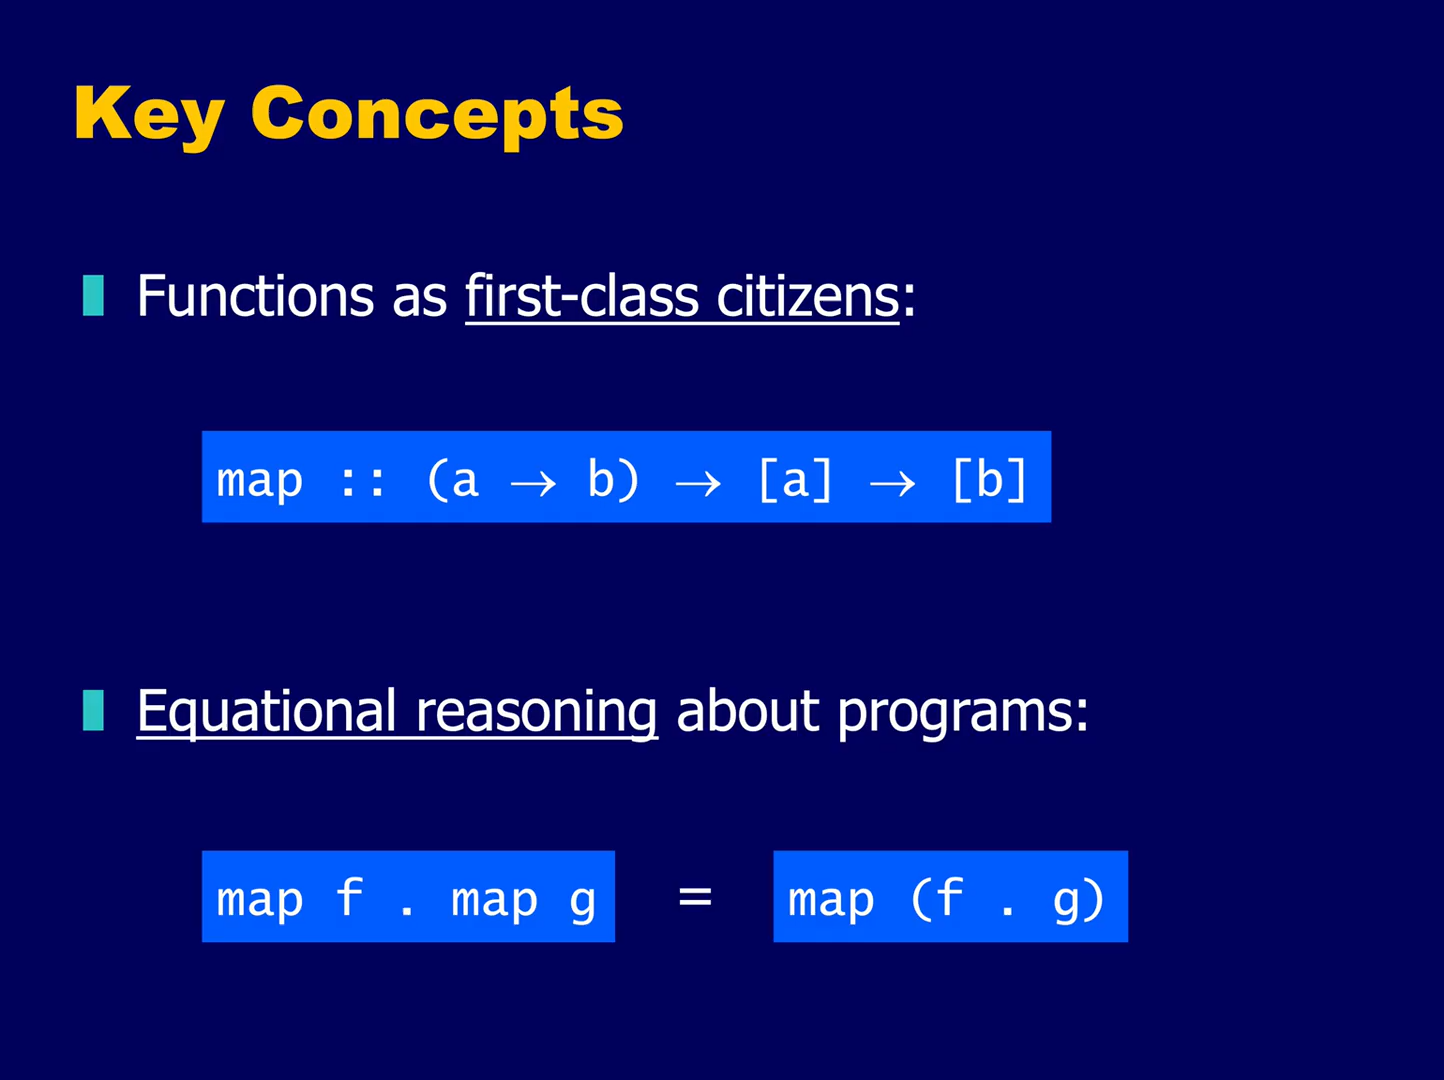 Key Concepts
Functions as first-class citizens:
map :: (a → b) → [a] → [b]
Equational reasoning about programs:
map f . map g = map (f . g)